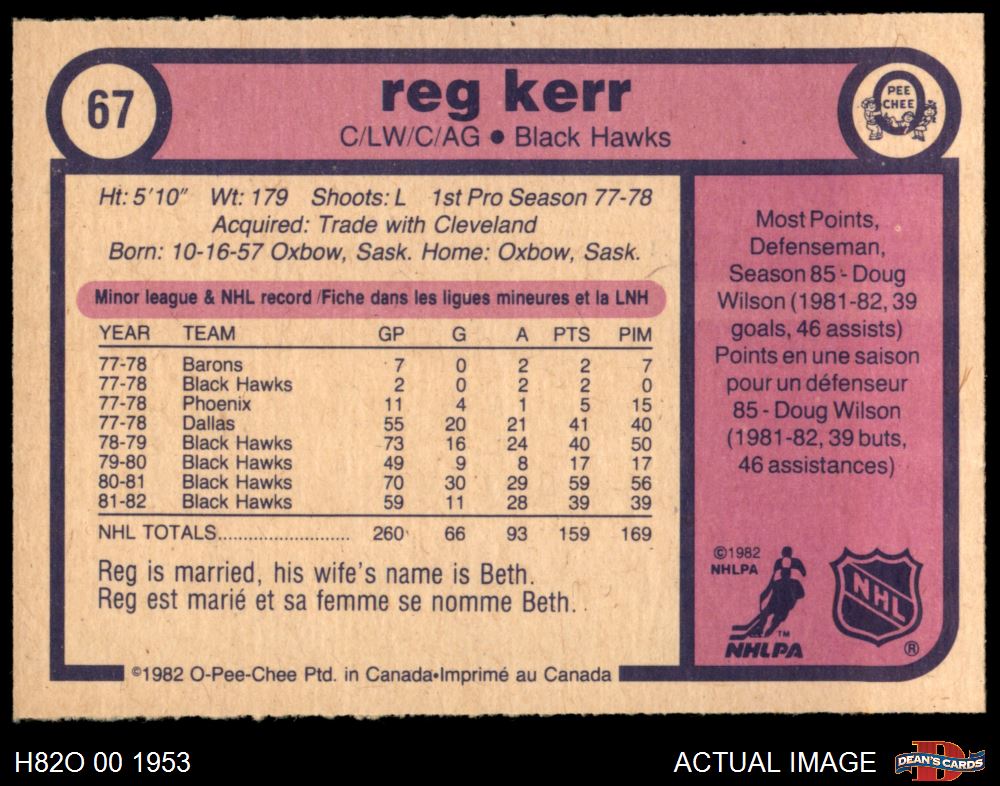 67
reg kerr
C/LW/C/AG • Black Hawks
PEE
CHEE
Ht: 5'10" Wt: 179 Shoots: L 1st Pro Season 77-78
Acquired: Trade with Cleveland
Born: 10-16-57 Oxbow, Sask. Home: Oxbow, Sask.
Minor league & NHL record /Fiche dans les ligues mineures et la LNH
YEAR TEAM GP G A PTS PIM
77-78 Barons 7 0 2 2 7
77-78 Black Hawks 2 0 2 2 0
77-78 Phoenix 11 4 1 5 15
77-78 Dallas 55 20 21 41 40
78-79 Black Hawks 73 16 24 40 50
79-80 Black Hawks 49 9 8 17 17
80-81 Black Hawks 70 30 29 59 56
81-82 Black Hawks 59 11 28 39 39
NHL TOTALS.......................... 260 66 93 159 169
Reg is married, his wife's name is Beth.
Reg est marié et sa femme se nomme Beth.
©1982 O-Pee-Chee Ptd. in Canada•Imprimé au Canada
Most Points,
Defenseman,
Season 85 - Doug
Wilson (1981-82, 39
goals, 46 assists)
Points en une saison
pour un défenseur
85 - Doug Wilson
(1981-82, 39 buts,
46 assistances)
©1982
NHLPA
TM
NHLPA
NHL
®
H82O 00 1953
ACTUAL IMAGE
D
DEAN'S CARDS